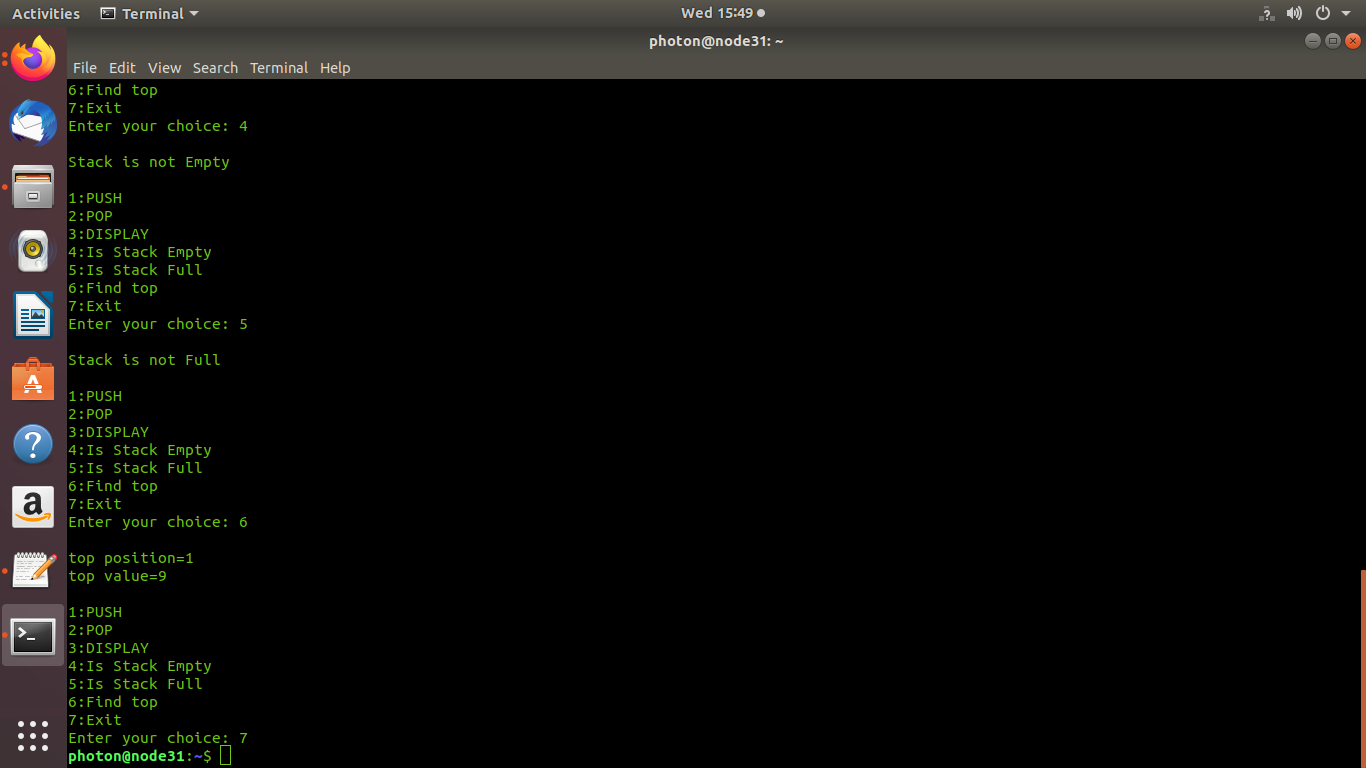 Activities Terminal Wed 15:49
photon@node31: ~
File Edit View Search Terminal Help
6:Find top
7:Exit
Enter your choice: 4
Stack is not Empty
1:PUSH
2:POP
3:DISPLAY
4:Is Stack Empty
5:Is Stack Full
6:Find top
7:Exit
Enter your choice: 5
Stack is not Full
1:PUSH
2:POP
3:DISPLAY
4:Is Stack Empty
5:Is Stack Full
6:Find top
7:Exit
Enter your choice: 6
top position=1
top value=9
1:PUSH
2:POP
3:DISPLAY
4:Is Stack Empty
5:Is Stack Full
6:Find top
7:Exit
Enter your choice: 7
photon@node31:~$